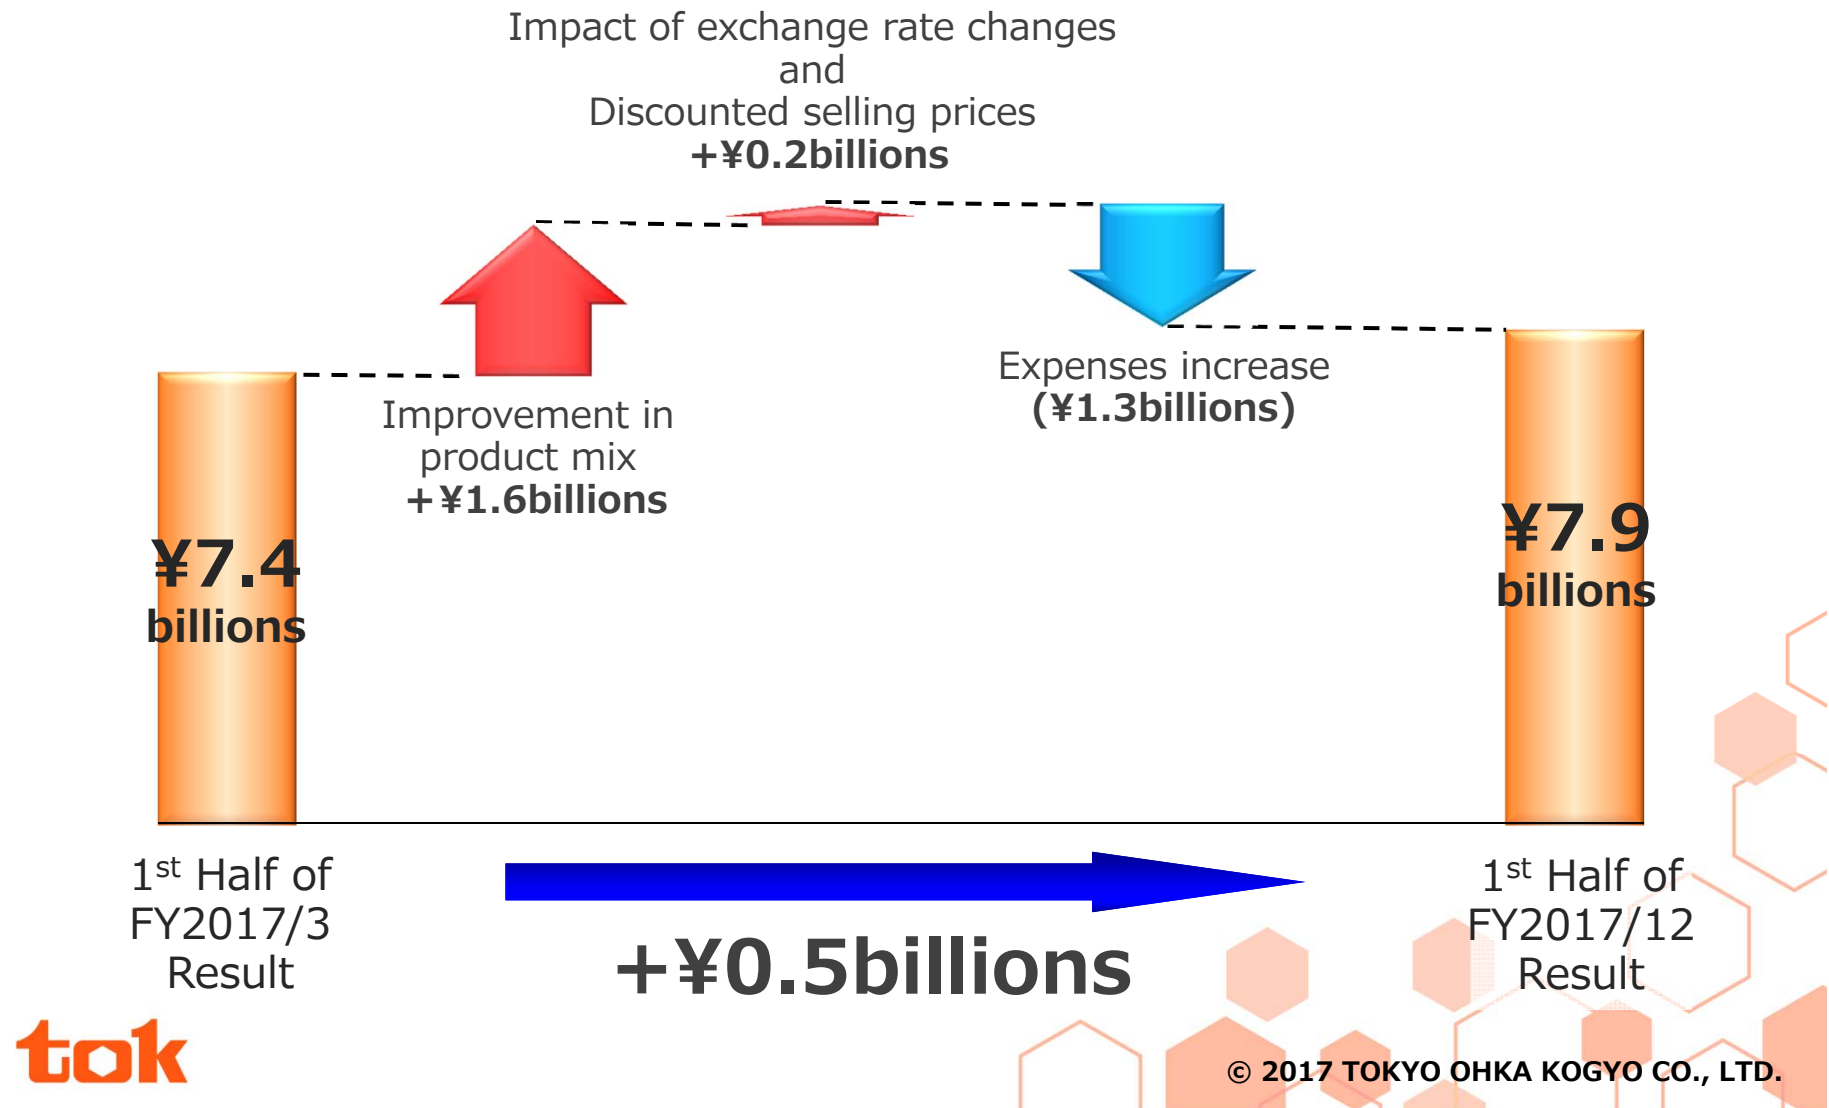 Impact of exchange rate changes
and
Discounted selling prices
+¥0.2billions
Expenses increase
(¥1.3billions)
Improvement in
product mix
+¥1.6billions
¥7.4
billions
¥7.9
billions
1st Half of
FY2017/3
Result
+¥0.5billions
1st Half of
FY2017/12
Result
tok
© 2017 TOKYO OHKA KOGYO CO., LTD.